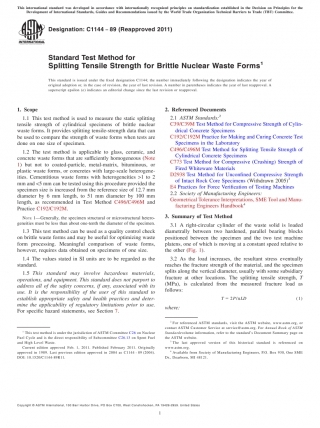 This international standard was developed in accordance with internationally recognized principles on standardization established in the Decision on Principles for the
Development of International Standards, Guides and Recommendations issued by the World Trade Organization Technical Barriers to Trade (TBT) Committee.
Designation: C1144 − 89 (Reapproved 2011)
Standard Test Method for
Splitting Tensile Strength for Brittle Nuclear Waste Forms1
This standard is issued under the fixed designation C1144; the number immediately following the designation indicates the year of
original adoption or, in the case of revision, the year of last revision. A number in parentheses indicates the year of last reapproval. A
superscript epsilon (ε) indicates an editorial change since the last revision or reapproval.
1. Scope
1.1 This test method is used to measure the static splitting
tensile strength of cylindrical specimens of brittle nuclear
waste forms. It provides splitting tensile-strength data that can
be used to compare the strength of waste forms when tests are
done on one size of specimen.
1.2 The test method is applicable to glass, ceramic, and
concrete waste forms that are sufficiently homogeneous (Note
1) but not to coated-particle, metal-matrix, bituminous, or
plastic waste forms, or concretes with large-scale heterogene-
ities. Cementitious waste forms with heterogeneities >1 to 2
mm and <5 mm can be tested using this procedure provided the
specimen size is increased from the reference size of 12.7 mm
diameter by 6 mm length, to 51 mm diameter by 100 mm
length, as recommended in Test Method C496/C496M and
Practice C192/C192M.
NOTE 1—Generally, the specimen structural or microstructural hetero-
geneities must be less than about one-tenth the diameter of the specimen.
1.3 This test method can be used as a quality control check
on brittle waste forms and may be useful for optimizing waste
form processing. Meaningful comparison of waste forms,
however, requires data obtained on specimens of one size.
1.4 The values stated in SI units are to be regarded as the
standard.
1.5 This standard may involve hazardous materials,
operations, and equipment. This standard does not purport to
address all of the safety concerns, if any, associated with its
use. It is the responsibility of the user of this standard to
establish appropriate safety and health practices and deter-
mine the applicability of regulatory limitations prior to use.
For specific hazard statements, see Section 7.
1 This test method is under the jurisdiction of ASTM Committee C26 on Nuclear
Fuel Cycle and is the direct responsibility of Subcommittee C26.13 on Spent Fuel
and High Level Waste.
Current edition approved Feb. 1, 2011. Published February 2011. Originally
approved in 1989. Last previous edition approved in 2004 as C1144 – 89 (2004).
DOI: 10.1520/C1144-89R11.
2. Referenced Documents
2.1 ASTM Standards:2
C39/C39M Test Method for Compressive Strength of Cylin-
drical Concrete Specimens
C192/C192M Practice for Making and Curing Concrete Test
Specimens in the Laboratory
C496/C496M Test Method for Splitting Tensile Strength of
Cylindrical Concrete Specimens
C773 Test Method for Compressive (Crushing) Strength of
Fired Whiteware Materials
D2938 Test Method for Unconfined Compressive Strength
of Intact Rock Core Specimens (Withdrawn 2005)3
E4 Practices for Force Verification of Testing Machines
2.2 Society of Manufacturing Engineers:
Geometrical Tolerance Interpretations, SME Tool and Manu-
facturing Engineers Handbook4
3. Summary of Test Method
3.1 A right-circular cylinder of the waste solid is loaded
diametrally between two hardened, parallel bearing blocks
positioned between the specimen and the two test machine
platens, one of which is moving at a constant speed relative to
the other (Fig. 1).
3.2 As the load increases, the resultant stress eventually
reaches the fracture strength of the material, and the specimen
splits along the vertical diameter, usually with some subsidiary
fracture at other locations. The splitting tensile strength, T
(MPa), is calculated from the measured fracture load as
follows:
T = 2P/πLD (1)
where:
2 For referenced ASTM standards, visit the ASTM website, www.astm.org, or
contact ASTM Customer Service at service@astm.org. For Annual Book of ASTM
Standards volume information, refer to the standard's Document Summary page on
the ASTM website.
3 The last approved version of this historical standard is referenced on
www.astm.org.
4 Available from Society of Manufacturing Engineers, P.O. Box 930, One SME
Dr., Dearborn, MI 48121.
Copyright © ASTM International, 100 Barr Harbor Drive, PO Box C700, West Conshohocken, PA 19428-2959. United States
1